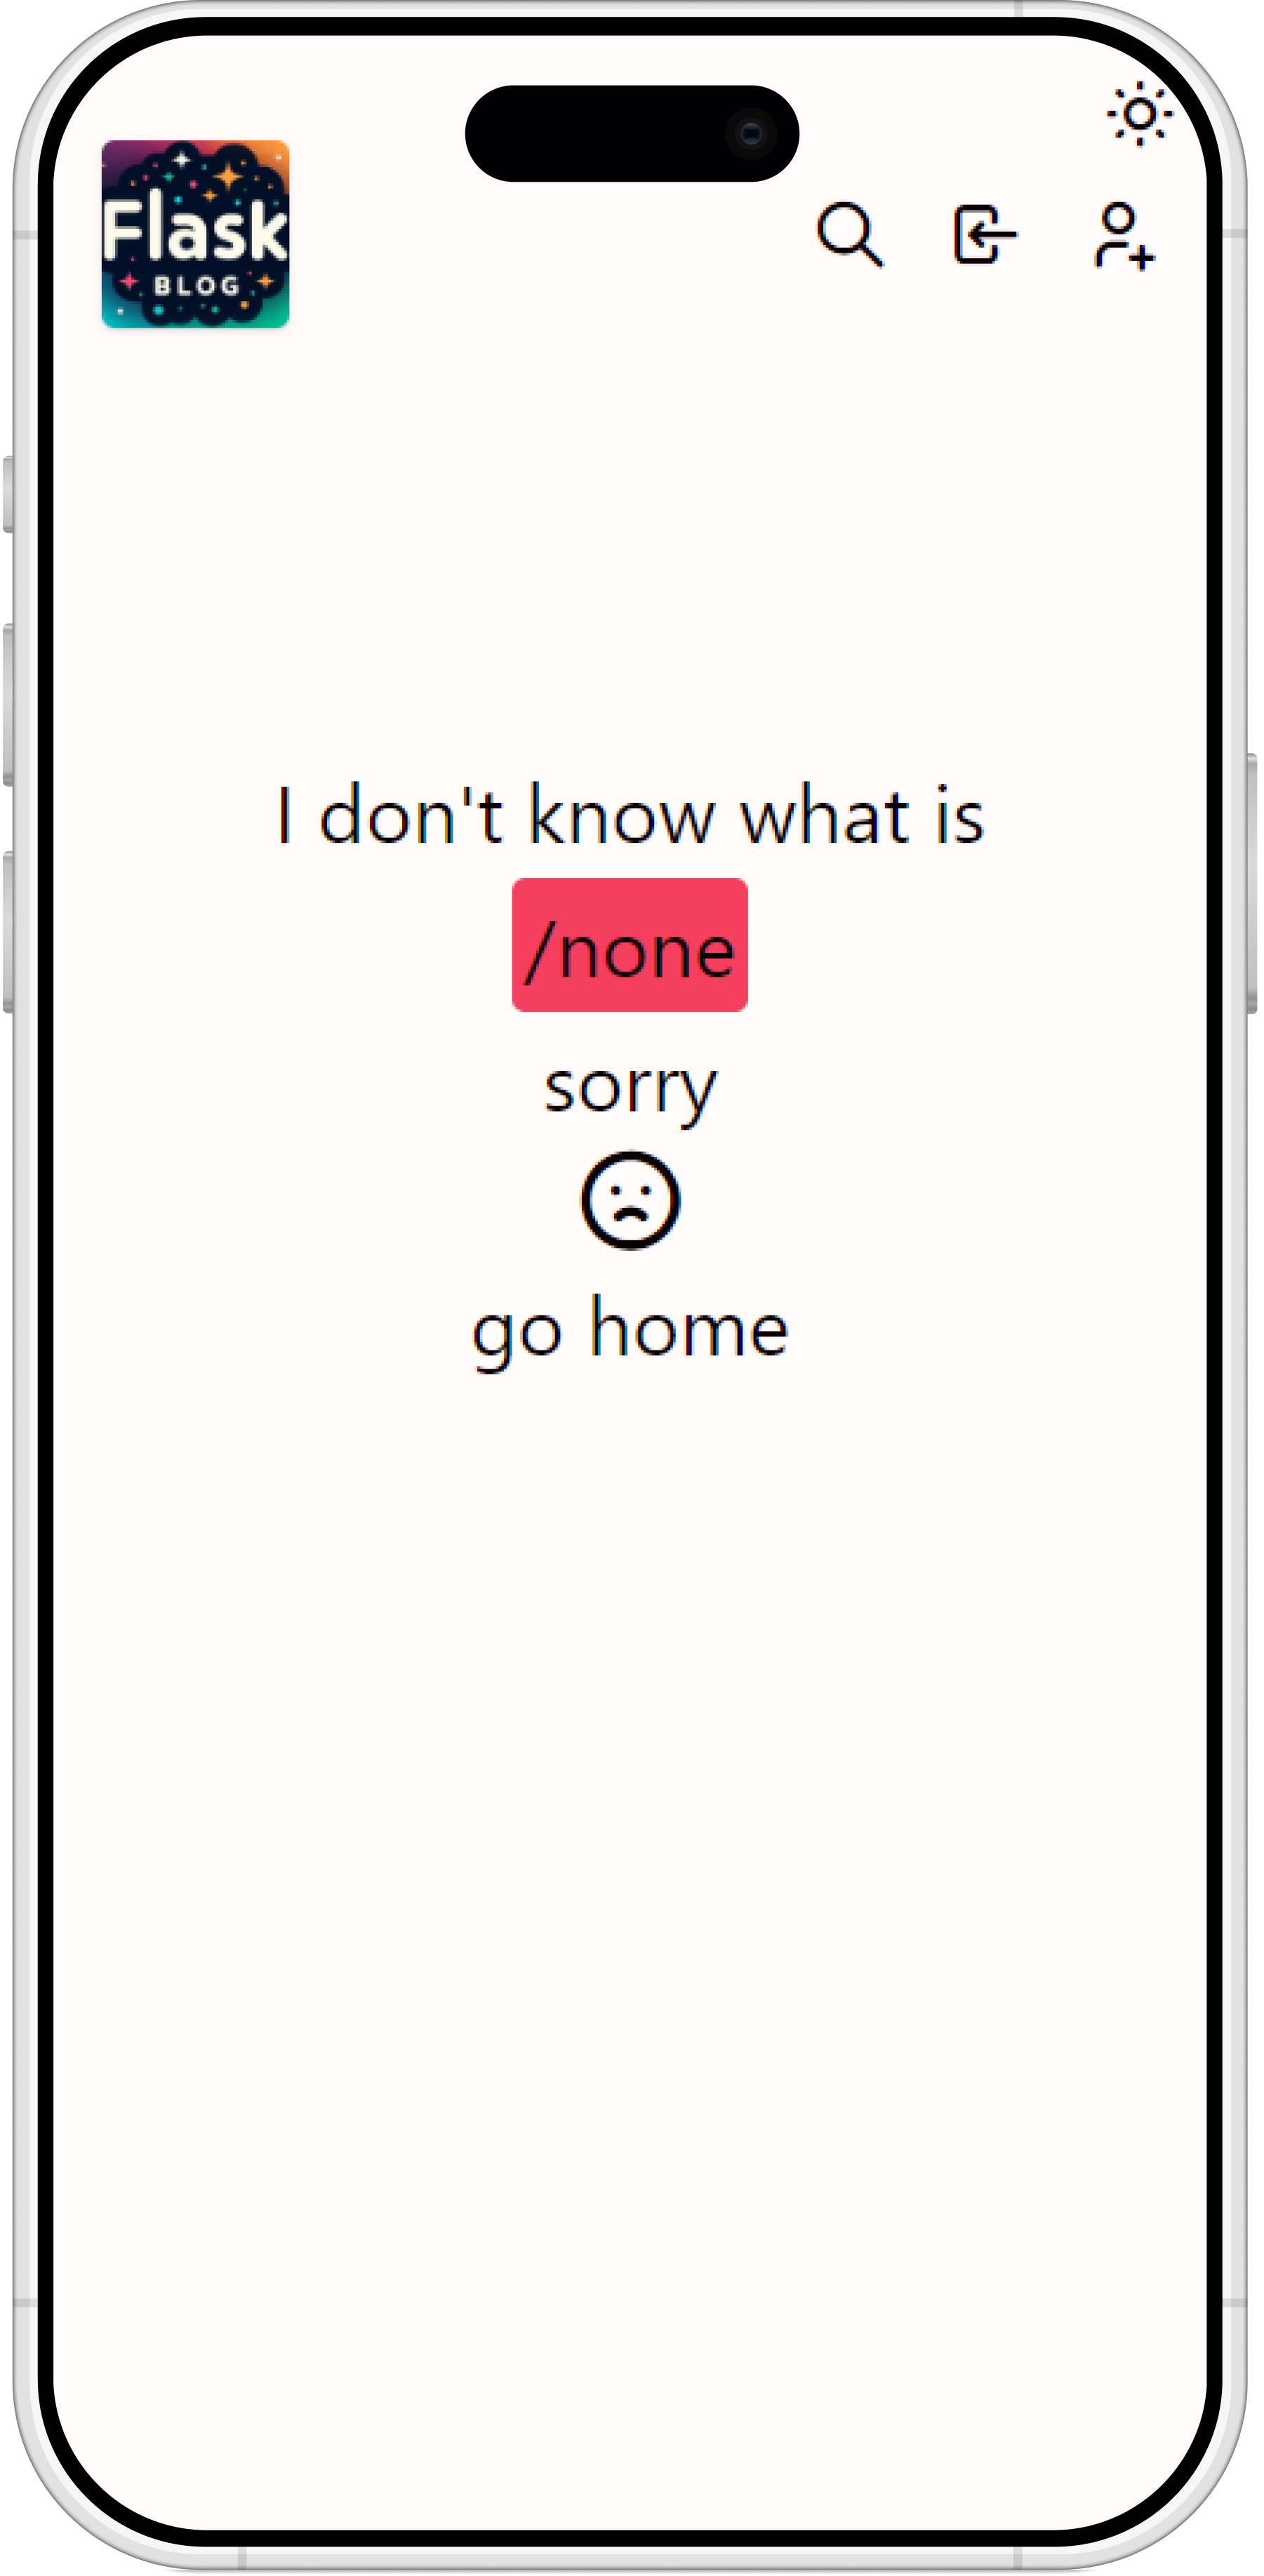 Flask
BLOG
I don't know what is
/none
sorry
go home